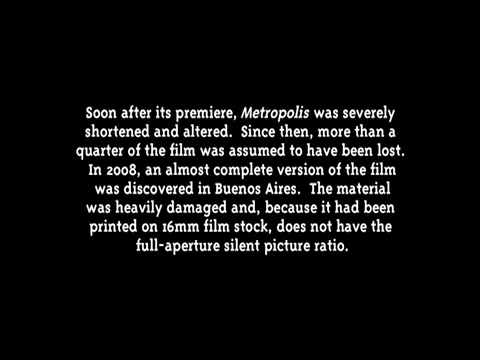 Soon after its premiere, Metropolis was severely
shortened and altered.  Since then, more than a
quarter of the film was assumed to have been lost.
In 2008, an almost complete version of the film
was discovered in Buenos Aires.  The material
was heavily damaged and, because it had been
printed on 16mm film stock, does not have the
full-aperture silent picture ratio.